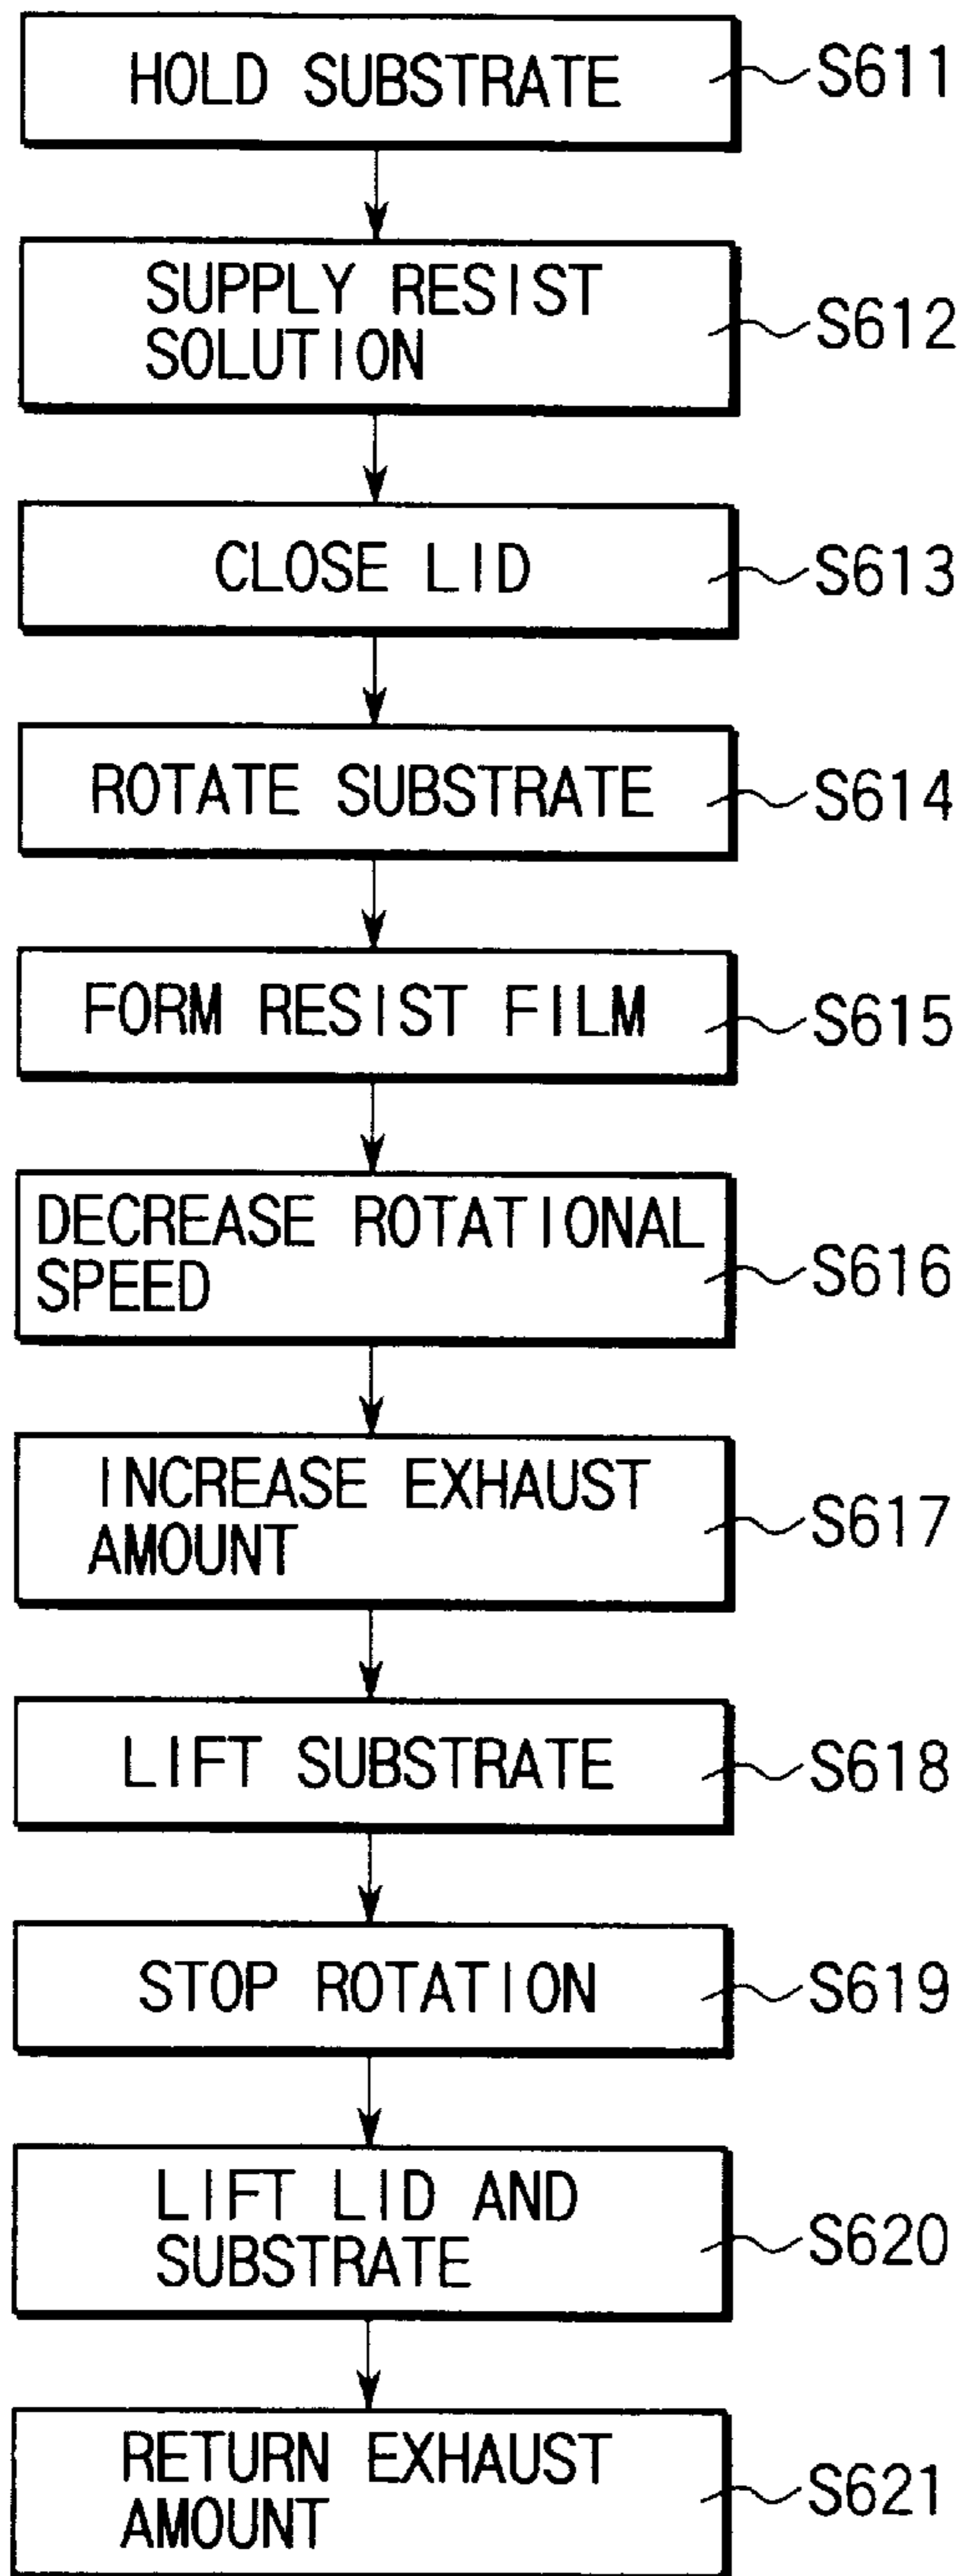 HOLD SUBSTRATE
S611
SUPPLY RESIST
SOLUTION
S612
CLOSE LID
S613
ROTATE SUBSTRATE
S614
FORM RESIST FILM
S615
DECREASE ROTATIONAL
SPEED
S616
INCREASE EXHAUST
AMOUNT
S617
LIFT SUBSTRATE
S618
STOP ROTATION
S619
LIFT LID AND
SUBSTRATE
S620
RETURN EXHAUST
AMOUNT
S621